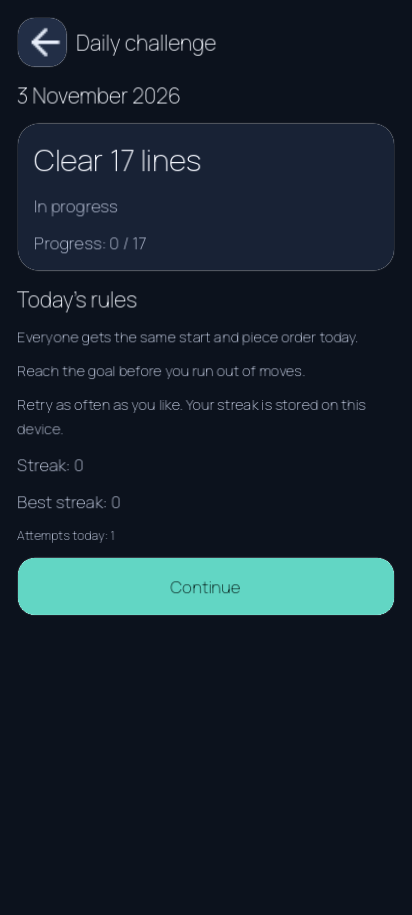 Daily challenge
3 November 2026
Clear 17 lines
In progress
Progress: 0 / 17
Today's rules
Everyone gets the same start and piece order today.
Reach the goal before you run out of moves.
Retry as often as you like. Your streak is stored on this
device.
Streak: 0
Best streak: 0
Attempts today: 1
Continue